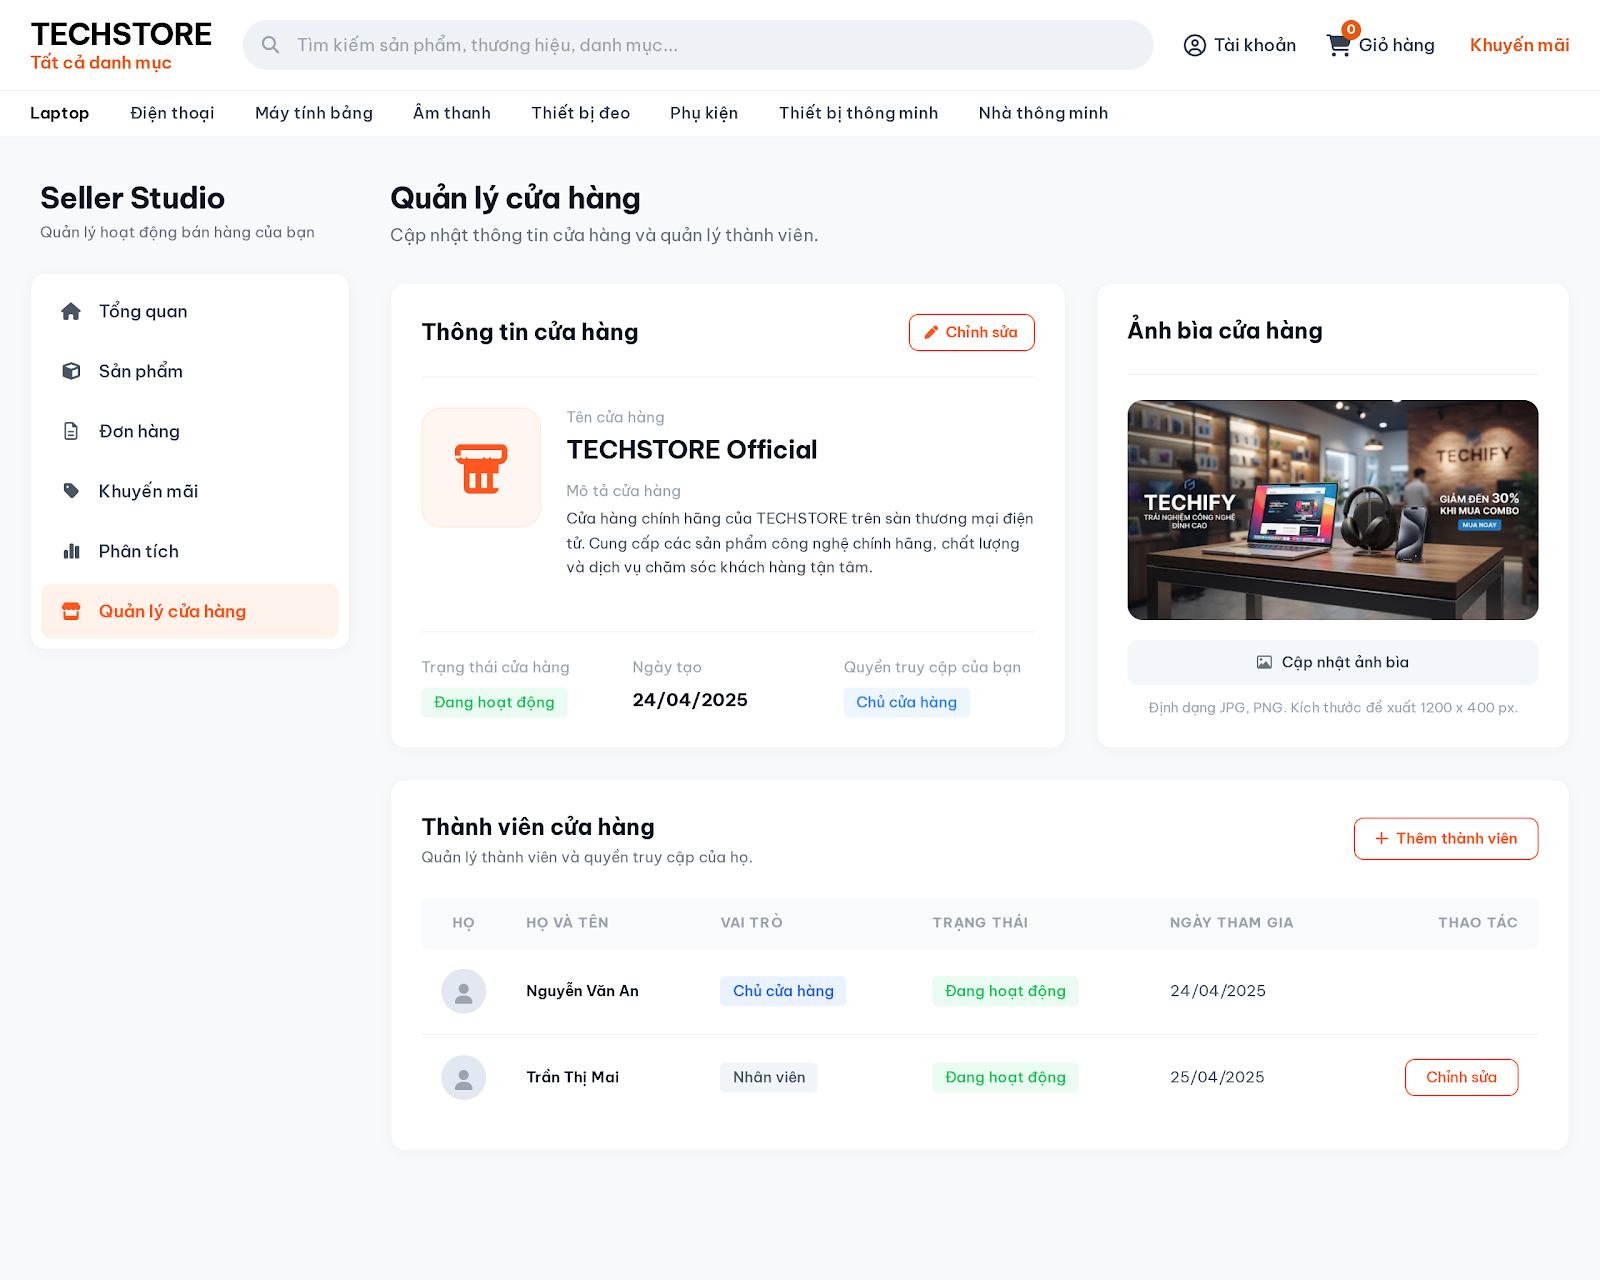 TECHSTORE
Tất cả danh mục
Tìm kiếm sản phẩm, thương hiệu, danh mục...
Tài khoản
0
Giỏ hàng
Khuyến mãi
Laptop
Điện thoại
Máy tính bảng
Âm thanh
Thiết bị đeo
Phụ kiện
Thiết bị thông minh
Nhà thông minh
Seller Studio
Quản lý hoạt động bán hàng của bạn
Tổng quan
Sản phẩm
Đơn hàng
Khuyến mãi
Phân tích
Quản lý cửa hàng
Quản lý cửa hàng
Cập nhật thông tin cửa hàng và quản lý thành viên.
Thông tin cửa hàng
Chỉnh sửa
Tên cửa hàng
TECHSTORE Official
Mô tả cửa hàng
Cửa hàng chính hãng của TECHSTORE trên sàn thương mại điện
tử. Cung cấp các sản phẩm công nghệ chính hãng, chất lượng
và dịch vụ chăm sóc khách hàng tận tâm.
Trạng thái cửa hàng
Đang hoạt động
Ngày tạo
24/04/2025
Quyền truy cập của bạn
Chủ cửa hàng
Ảnh bìa cửa hàng
TECHIFY
TECHIFY
TRẢI NGHIỆM CÔNG NGHỆ
ĐỈNH CAO
GIẢM ĐẾN 30%
KHI MUA COMBO
MUA NGAY
Cập nhật ảnh bìa
Định dạng JPG, PNG. Kích thước đề xuất 1200 x 400 px.
Thành viên cửa hàng
Quản lý thành viên và quyền truy cập của họ.
Thêm thành viên
HỌ
HỌ VÀ TÊN
VAI TRÒ
TRẠNG THÁI
NGÀY THAM GIA
THAO TÁC
Nguyễn Văn An
Chủ cửa hàng
Đang hoạt động
24/04/2025
Trần Thị Mai
Nhân viên
Đang hoạt động
25/04/2025
Chỉnh sửa